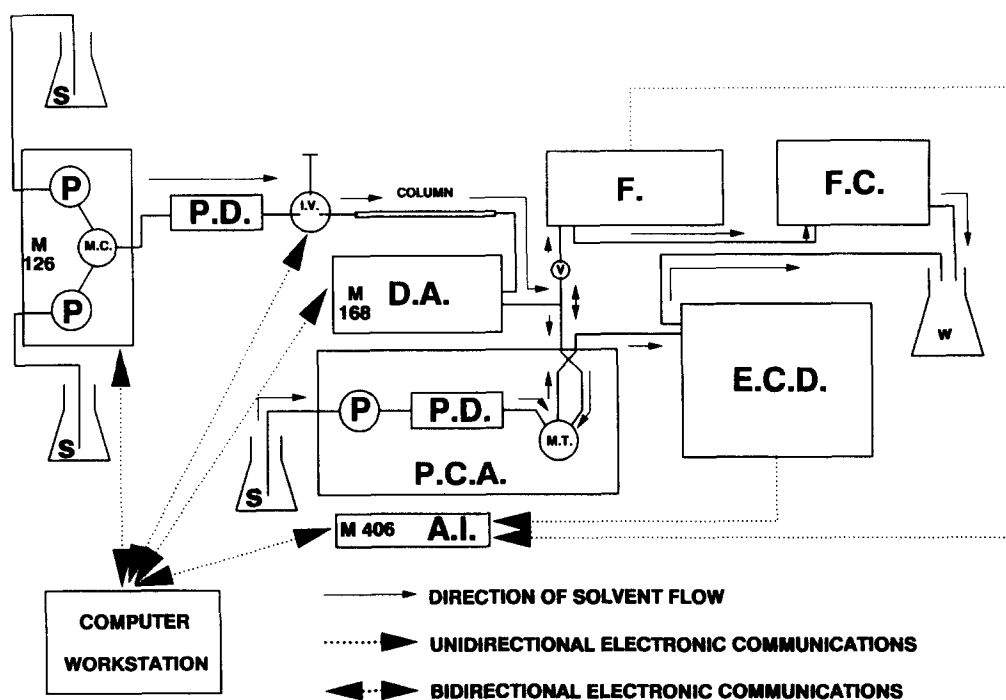 S
P
M
126
M.C.
P
S
P.D.
I.V.
COLUMN
M
168
D.A.
V
F.
F.C.
W
E.C.D.
P
P.D.
M.T.
P.C.A.
S
M 406 A.I.
COMPUTER
WORKSTATION
DIRECTION OF SOLVENT FLOW
UNIDIRECTIONAL ELECTRONIC COMMUNICATIONS
BIDIRECTIONAL ELECTRONIC COMMUNICATIONS